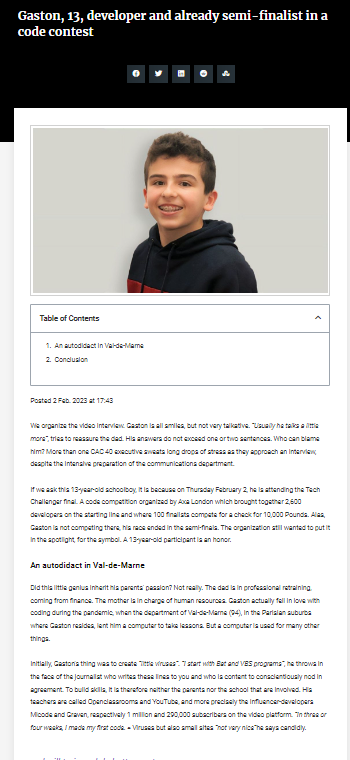 Gaston, 13, developer and already semi-finalist in a
code contest
Table of Contents
1. An autodidact in Val-de-Marne
2. Conclusion
Posted 2 Feb. 2023 at 17:43
We organize the video interview. Gaston is all smiles, but not very talkative. "Usually he talks a little
more", tries to reassure the dad. His answers do not exceed one or two sentences. Who can blame
him? More than one CAC 40 executive sweats long drops of stress as they approach an interview,
despite the intensive preparation of the communications department.
If we ask this 13-year-old schoolboy, it is because on Thursday February 2, he is attending the Tech
Challenger final. A code competition organized by Axa London which brought together 2,600
developers on the starting line and where 100 finalists compete for a check for 10,000 Pounds. Alas,
Gaston is not competing there, his race ended in the semi-finals. The organization still wanted to put it
in the spotlight, for the symbol. A 13-year-old participant is an honor.
An autodidact in Val-de-Marne
Did this little genius inherit his parents' passion? Not really. The dad is in professional retraining,
coming from finance. The mother is in charge of human resources. Gaston actually fell in love with
coding during the pandemic, when the department of Val-de-Marne (94), in the Parisian suburbs
where Gaston resides, lent him a computer to take lessons. But a computer is used for many other
things.
Initially, Gaston's thing was to create "little viruses". "I start with Bat and VBS programs", he throws in
the face of the journalist who writes these lines to you and who is content to conscientiously nod in
agreement. To build skills, it is therefore neither the parents nor the school that are involved. His
teachers are called Openclassrooms and YouTube, and more precisely the influencer-developers
Micode and Graven, respectively 1 million and 290,000 subscribers on the video platform. "In three or
four weeks, I made my first code. » Viruses but also small sites "not very nice" he says candidly.